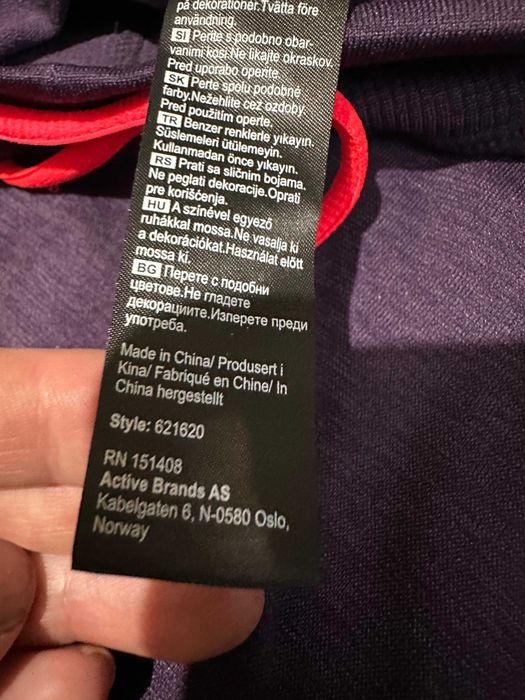 på dekorationer.Tvätta före
användning.
SI Perite s podobno obar-
vanimi kosi.Ne likajte okraskov.
Pred uporabo operite.
SK Perte spolu podobné
farby.Nežehlite cez ozdoby.
Pred použitím operte.
TR Benzer renklerle yıkayın.
Süslemeleri ütülemeyin.
Kullanmadan önce yıkayın.
RS Prati sa sličnim bojama.
Ne peglati dekoracije.Oprati
pre korišćenja.
HU A színével egyező
ruhákkal mossa.Ne vasalja ki
a dekorációkat.Használat előtt
mossa ki.
BG Перете с подобни
цветове.Не гладете
декорациите.Изперете преди
употреба.
Made in China/ Produsert i
Kina/ Fabriqué en Chine/ In
China hergestellt
Style: 621620
RN 151408
Active Brands AS
Kabelgaten 6, N-0580 Oslo,
Norway